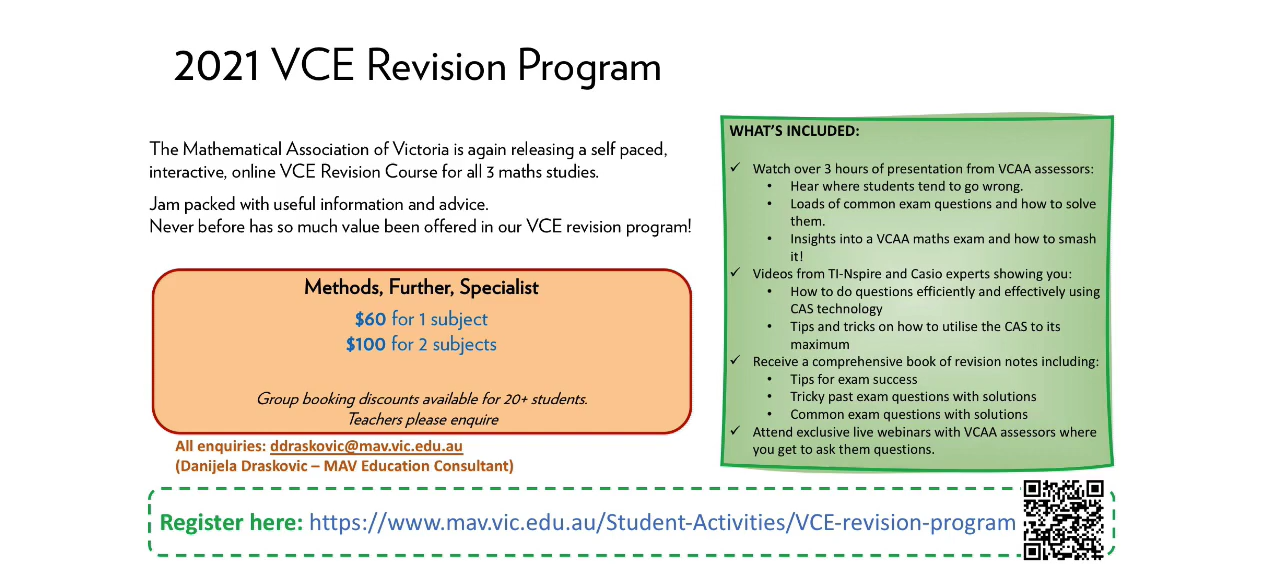 2021 VCE Revision Program
The Mathematical Association of Victoria is again releasing a self paced,
interactive, online VCE Revision Course for all 3 maths studies.
Jam packed with useful information and advice.
Never before has so much value been offered in our VCE revision program!
Methods, Further, Specialist
$60 for 1 subject
$100 for 2 subjects
Group booking discounts available for 20+ students.
Teachers please enquire
All enquiries: ddraskovic@mav.vic.edu.au
(Danijela Draskovic – MAV Education Consultant)
WHAT'S INCLUDED:
✓ Watch over 3 hours of presentation from VCAA assessors:
• Hear where students tend to go wrong.
• Loads of common exam questions and how to solve
them.
• Insights into a VCAA maths exam and how to smash
it!
✓ Videos from TI-Nspire and Casio experts showing you:
• How to do questions efficiently and effectively using
CAS technology
• Tips and tricks on how to utilise the CAS to its
maximum
✓ Receive a comprehensive book of revision notes including:
• Tips for exam success
• Tricky past exam questions with solutions
• Common exam questions with solutions
✓ Attend exclusive live webinars with VCAA assessors where
you get to ask them questions.
Register here: https://www.mav.vic.edu.au/Student-Activities/VCE-revision-program